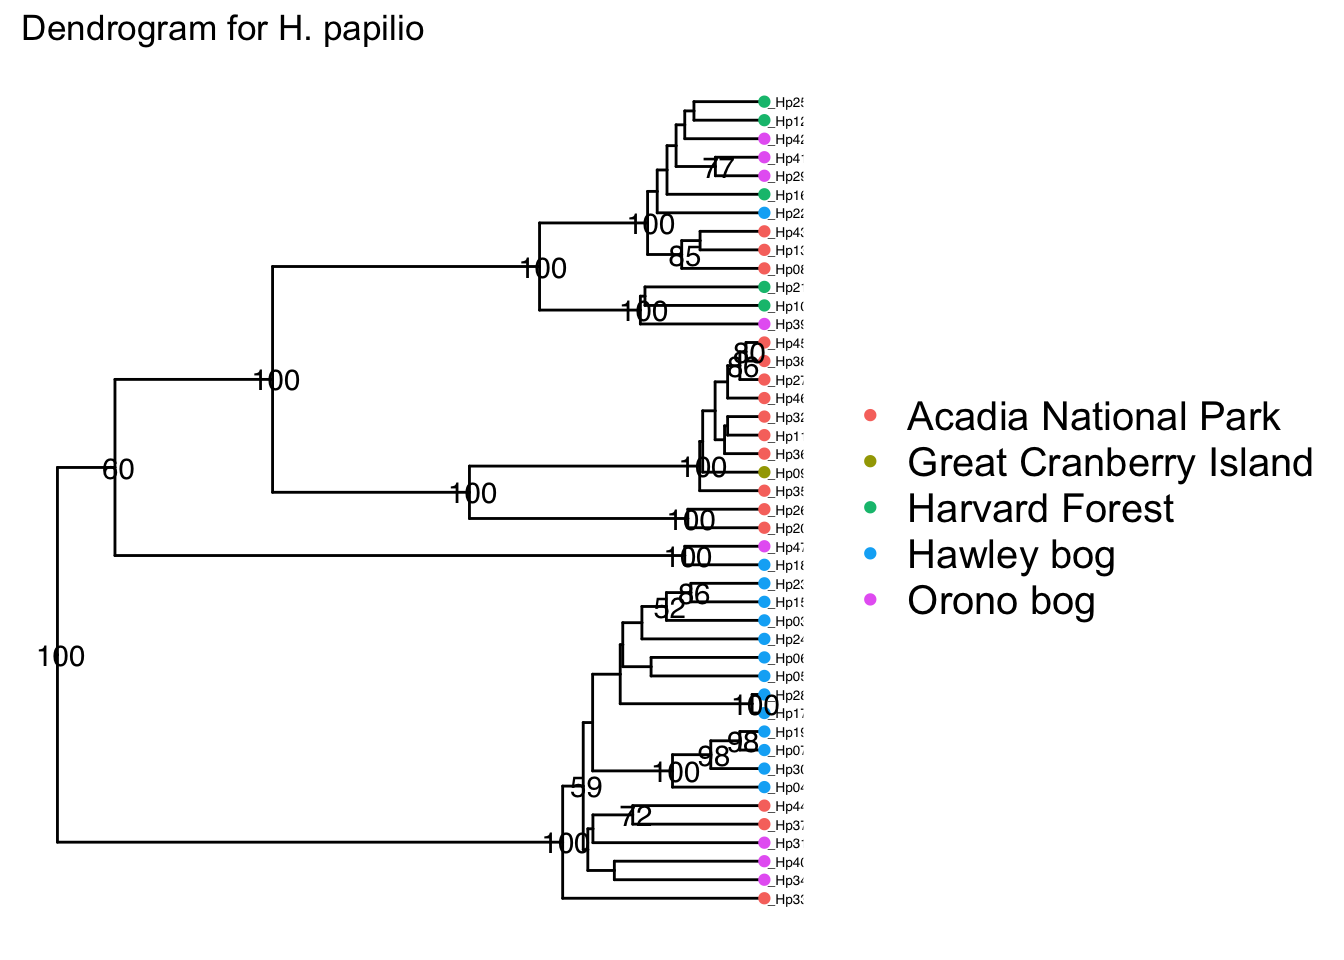 Dendrogram for H. papilio
_Hp25
_Hp12
_Hp42
_Hp41
77
_Hp29
_Hp16
_Hp22
100
_Hp43
_Hp13
85
_Hp08
100
_Hp21
_Hp10
100
_Hp39
_Hp45
80
_Hp38
86
_Hp27
100
_Hp46
_Hp32
_Hp11
_Hp36
100
60
_Hp09
_Hp35
100
_Hp26
100
_Hp20
_Hp47
100
_Hp18
_Hp23
86
_Hp15
52
_Hp03
_Hp24
100
_Hp06
_Hp05
_Hp28
100
_Hp17
_Hp19
98
_Hp07
98
_Hp30
100
_Hp04
59
_Hp44
72
_Hp37
_Hp31
100
_Hp40
_Hp34
_Hp33
Acadia National Park
Great Cranberry Island
Harvard Forest
Hawley bog
Orono bog